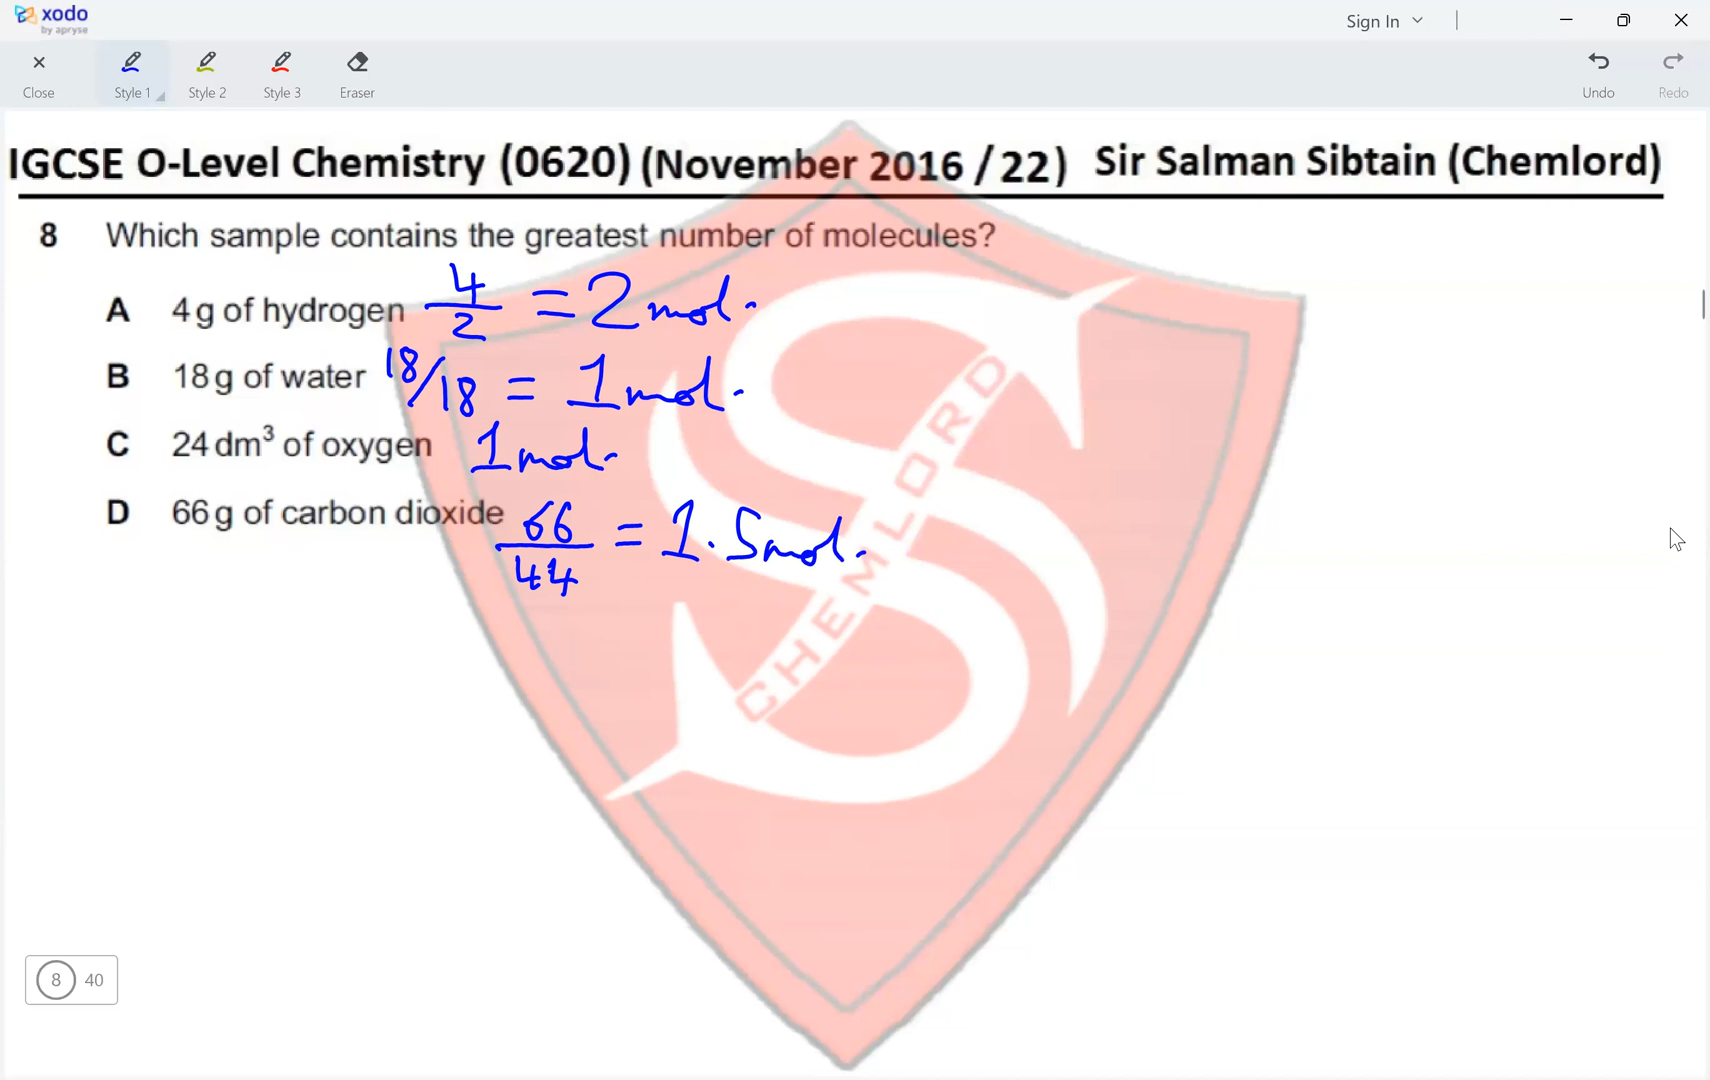 xodo
by apryse
Sign In
Close
Style 1
Style 2
Style 3
Eraser
Undo
Redo
IGCSE O-Level Chemistry (0620) (November 2016 / 22) Sir Salman Sibtain (Chemlord)
8 Which sample contains the greatest number of molecules?
A 4 g of hydrogen 4/2 = 2 mol.
B 18 g of water 18/18 = 1 mol.
C 24 dm³ of oxygen 1 mol.
D 66 g of carbon dioxide 66/44 = 1.5 mol.
CHEMLORD
8 40